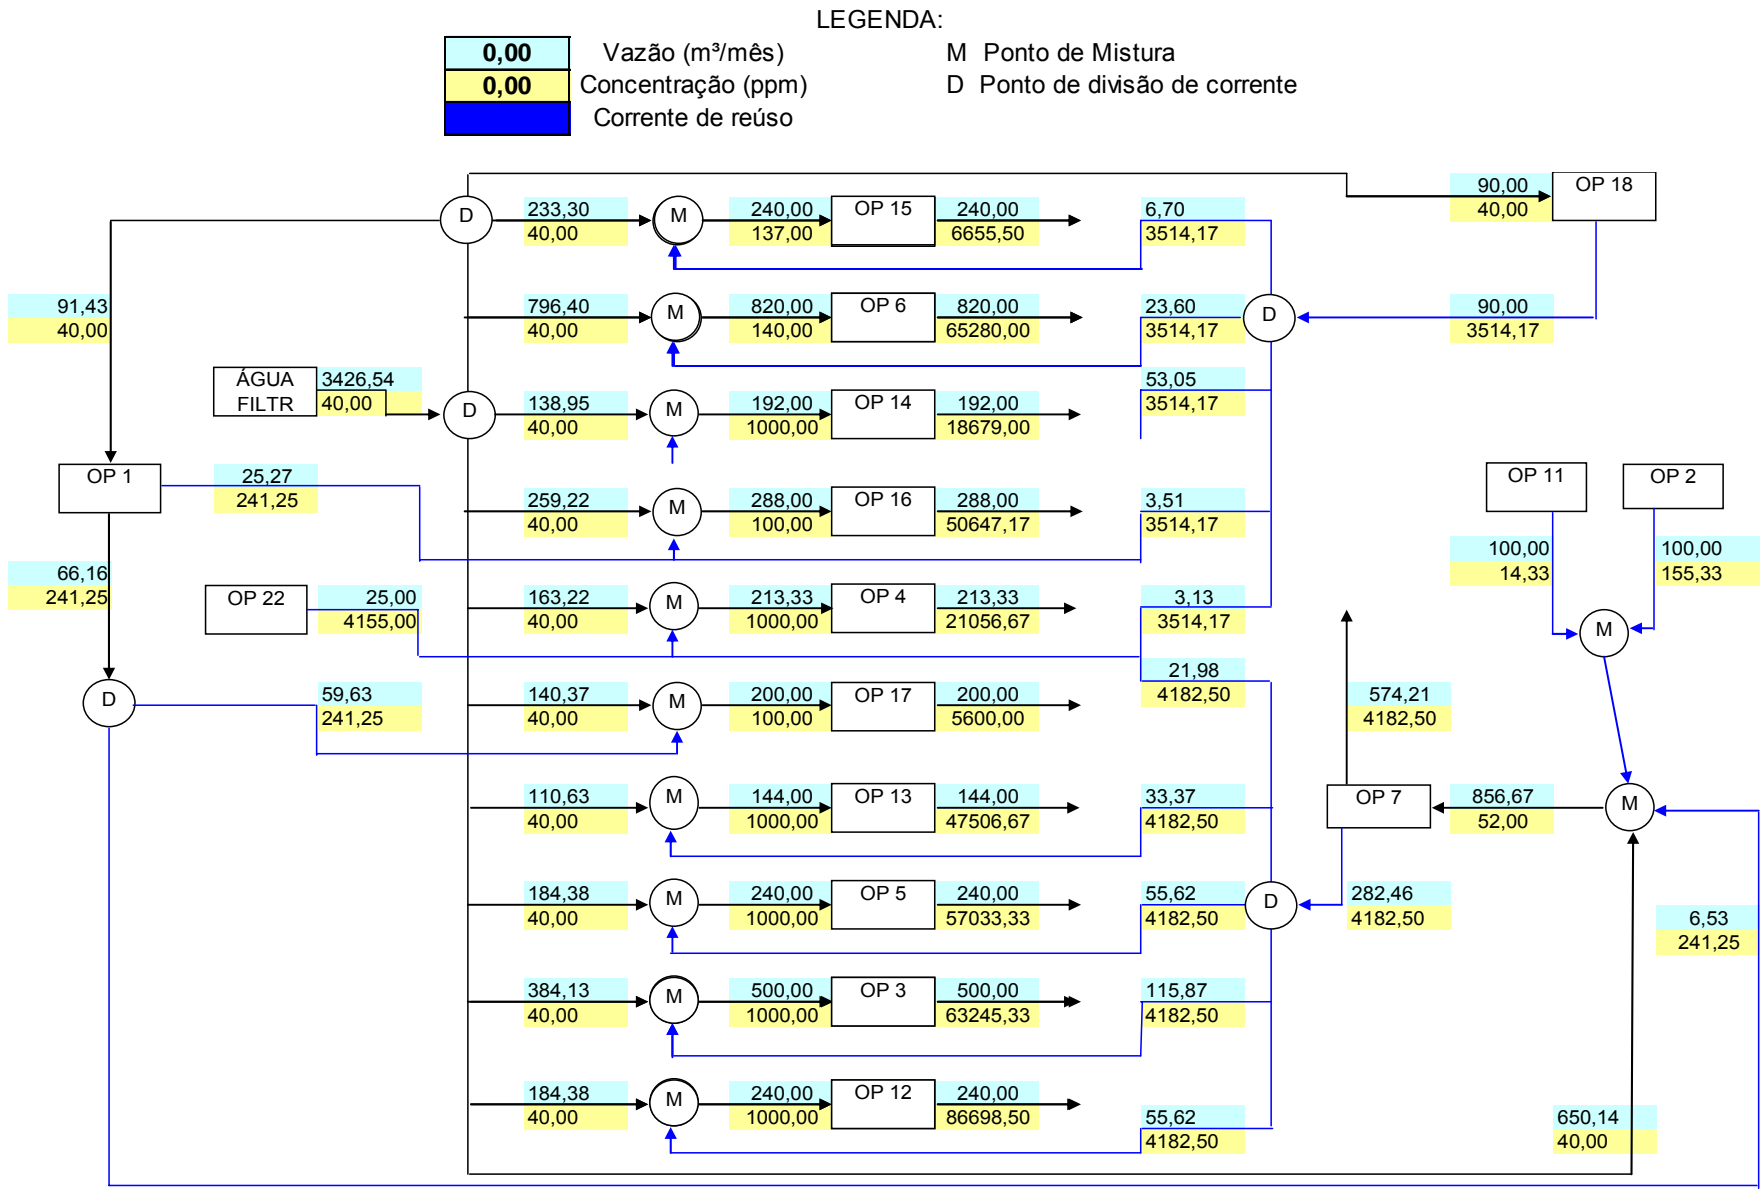 LEGENDA:
0,00 Vazão (m³/mês) M Ponto de Mistura
0,00 Concentração (ppm) D Ponto de divisão de corrente
Corrente de reúso
90,00 OP 18
40,00
D 233,30 M 240,00 OP 15 240,00 6,70
40,00 137,00 6655,50 3514,17
91,43 796,40 M 820,00 OP 6 820,00 23,60 D 90,00
40,00 40,00 140,00 65280,00 3514,17 3514,17
ÁGUA 3426,54 53,05
FILTR 40,00 3514,17
D 138,95 M 192,00 OP 14 192,00
40,00 1000,00 18679,00
OP 1 25,27 OP 11 OP 2
241,25
259,22 M 288,00 OP 16 288,00 3,51
40,00 100,00 50647,17 3514,17
100,00 100,00
14,33 155,33
66,16
241,25
OP 22 25,00 163,22 M 213,33 OP 4 213,33 3,13
4155,00 40,00 1000,00 21056,67 3514,17
M
21,98
4182,50
D 59,63 140,37 M 200,00 OP 17 200,00 574,21
241,25 40,00 100,00 5600,00 4182,50
110,63 M 144,00 OP 13 144,00 33,37 OP 7 856,67 M
40,00 1000,00 47506,67 4182,50 52,00
184,38 M 240,00 OP 5 240,00 55,62 D 282,46
40,00 1000,00 57033,33 4182,50 4182,50
6,53
241,25
384,13 M 500,00 OP 3 500,00 115,87
40,00 1000,00 63245,33 4182,50
184,38 M 240,00 OP 12 240,00
40,00 1000,00 86698,50
55,62 650,14
4182,50 40,00